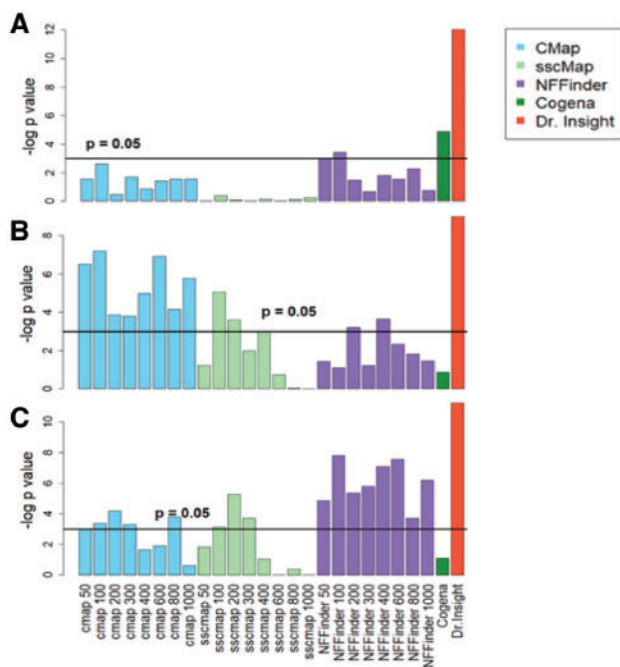 A
-log p value
0 2 4 6 8 10 12
p = 0.05
CMap
sscMap
NFFinder
Cogena
Dr. Insight
B
-log p value
0 2 4 6 8
p = 0.05
C
-log p value
0 2 4 6 8 10
p = 0.05
cmap 50
cmap 100
cmap 200
cmap 300
cmap 400
cmap 600
cmap 800
cmap 1000
sscmap 50
sscmap 100
sscmap 200
sscmap 300
sscmap 400
sscmap 600
sscmap 800
sscmap 1000
NFFinder 50
NFFinder 100
NFFinder 200
NFFinder 300
NFFinder 400
NFFinder 600
NFFinder 800
NFFinder 1000
Cogena
Dr.Insight